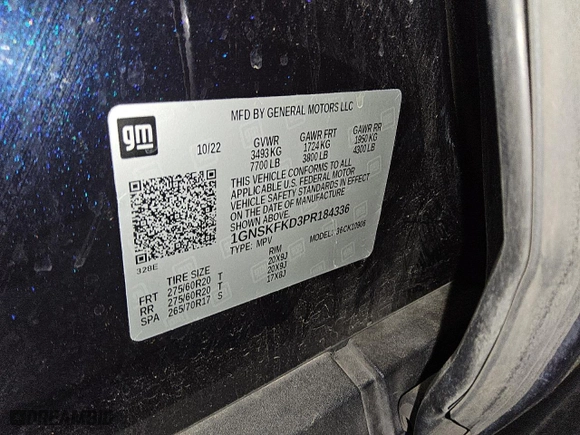 MFD BY GENERAL MOTORS LLC
gm
10/22
GVWR GAWR FRT GAWR RR
3493 KG 1724 KG 1950 KG
7700 LB 3800 LB 4300 LB
THIS VEHICLE CONFORMS TO ALL
APPLICABLE U.S. FEDERAL MOTOR
VEHICLE SAFETY STANDARDS IN EFFECT
ON THE DATE OF MANUFACTURE
SHOWN ABOVE.
1GNSKFKD3PR184336
TYPE: MPV MODEL: 36CK10906
328E
TIRE SIZE RIM
FRT 275/60R20 T 20X9J
RR 275/60R20 T 20X9J
SPA 265/70R17 S 17X8J
DREAMBID